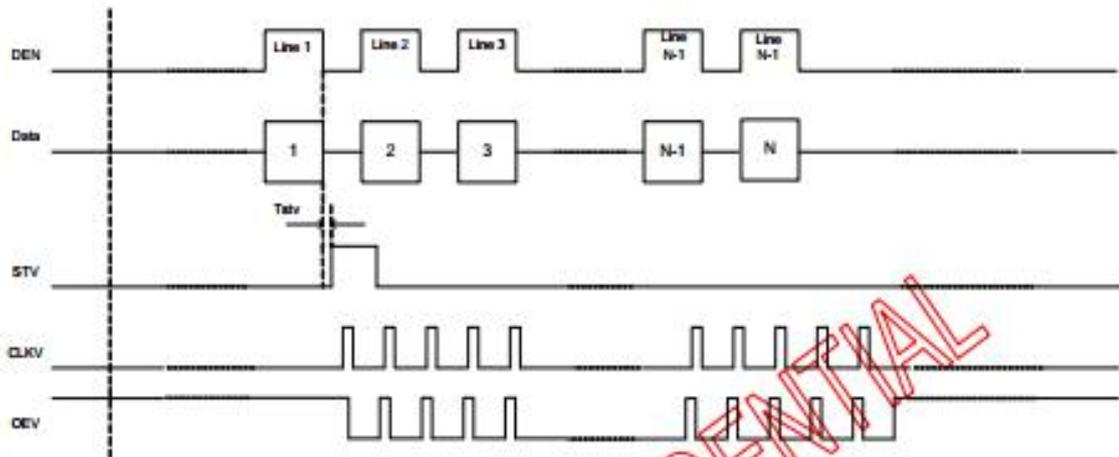 DEN
Line 1
Line 2
Line 3
Line
N-1
Line
N-1
Data
1
2
3
N-1
N
Tstv
STV
CLKV
OEV